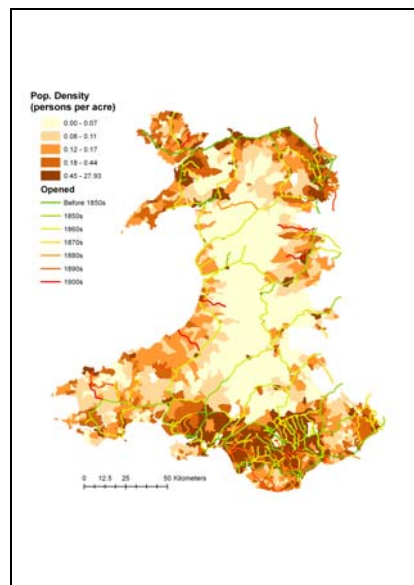 Pop. Density
(persons per acre)
0.00 - 0.07
0.08 - 0.11
0.12 - 0.17
0.18 - 0.44
0.45 - 27.93
Opened
Before 1850s
1850s
1860s
1870s
1880s
1890s
1900s
0 12.5 25 50 Kilometers